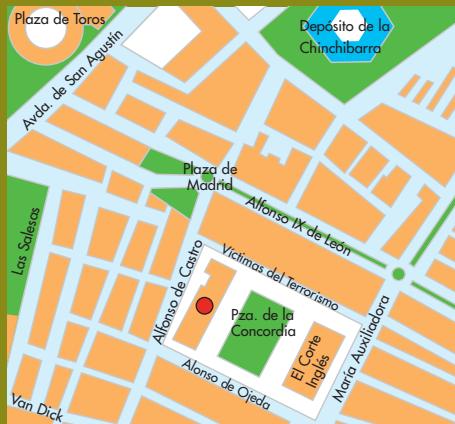 Plaza de Toros
Depósito de la
Chinchibarra
Avda. de San Agustín
Plaza de
Madrid
Alfonso IX de León
Las Salesas
Alfonso de Castro
Víctimas del Terrorismo
Pza. de la
Concordia
El Corte
Inglés
María Auxiliadora
Alonso de Ojeda
Van Dick